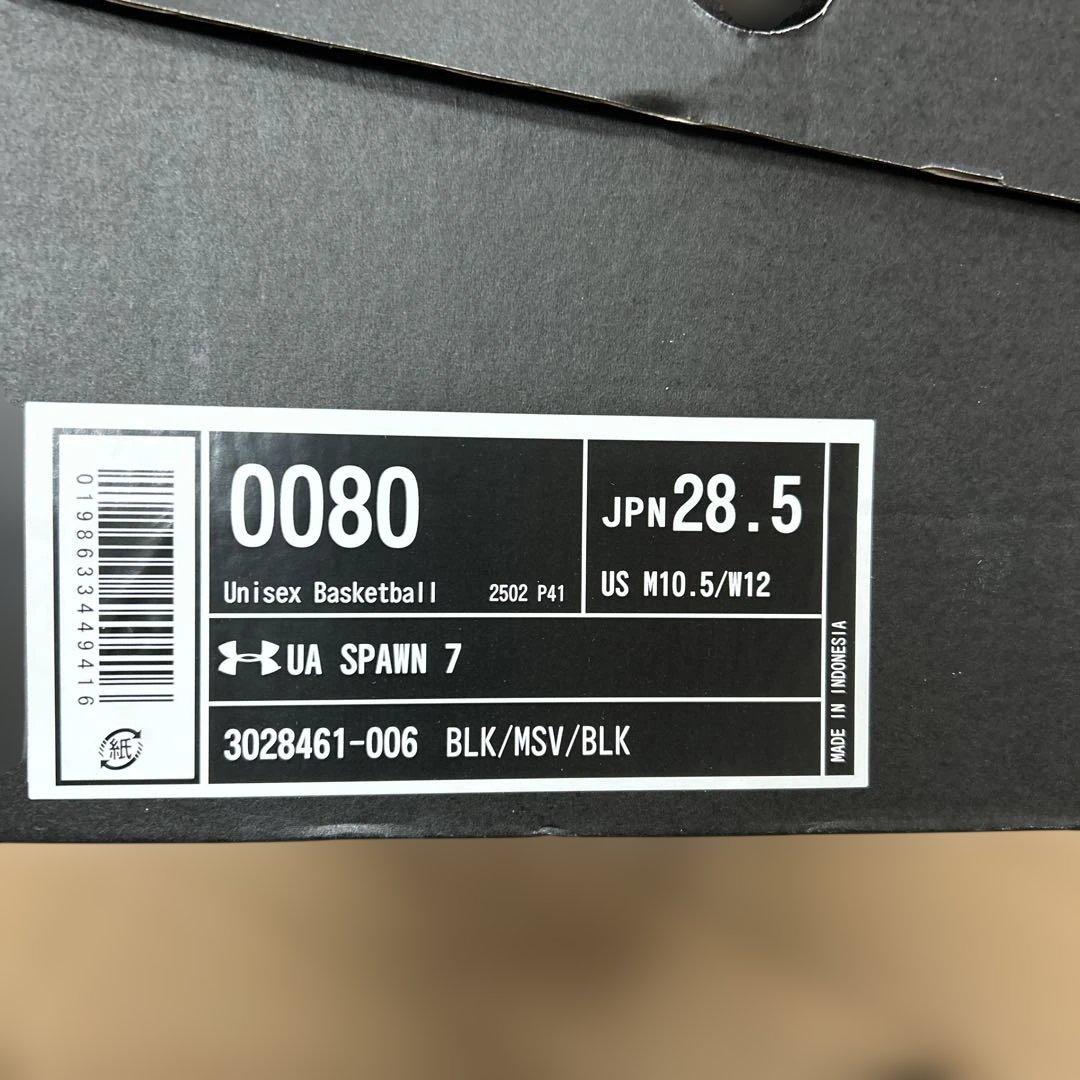 0198633449416
紙
0080
Unisex Basketball 2502 P41
JPN 28.5
US M10.5/W12
UA SPAWN 7
3028461-006 BLK/MSV/BLK
MADE IN INDONESIA